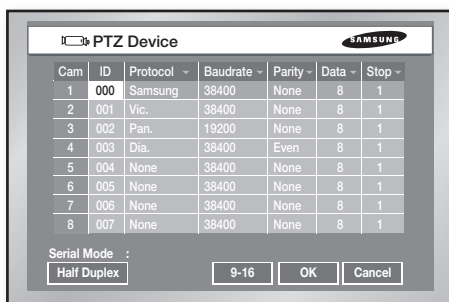 PTZ Device
SAMSUNG
Cam ID Protocol Baudrate Parity Data Stop
1 000 Samsung 38400 None 8 1
2 001 Vic. 38400 None 8 1
3 002 Pan. 19200 None 8 1
4 003 Dia. 38400 Even 8 1
5 004 None 38400 None 8 1
6 005 None 38400 None 8 1
7 006 None 38400 None 8 1
8 007 None 38400 None 8 1
Serial Mode :
Half Duplex 9-16 OK Cancel